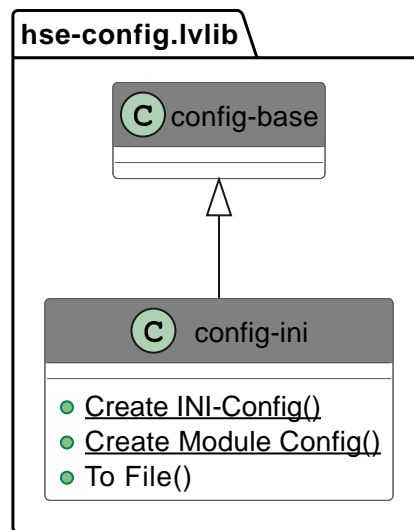 hse-config.lvlib
C config-base
C config-ini
Create INI-Config()
Create Module Config()
To File()